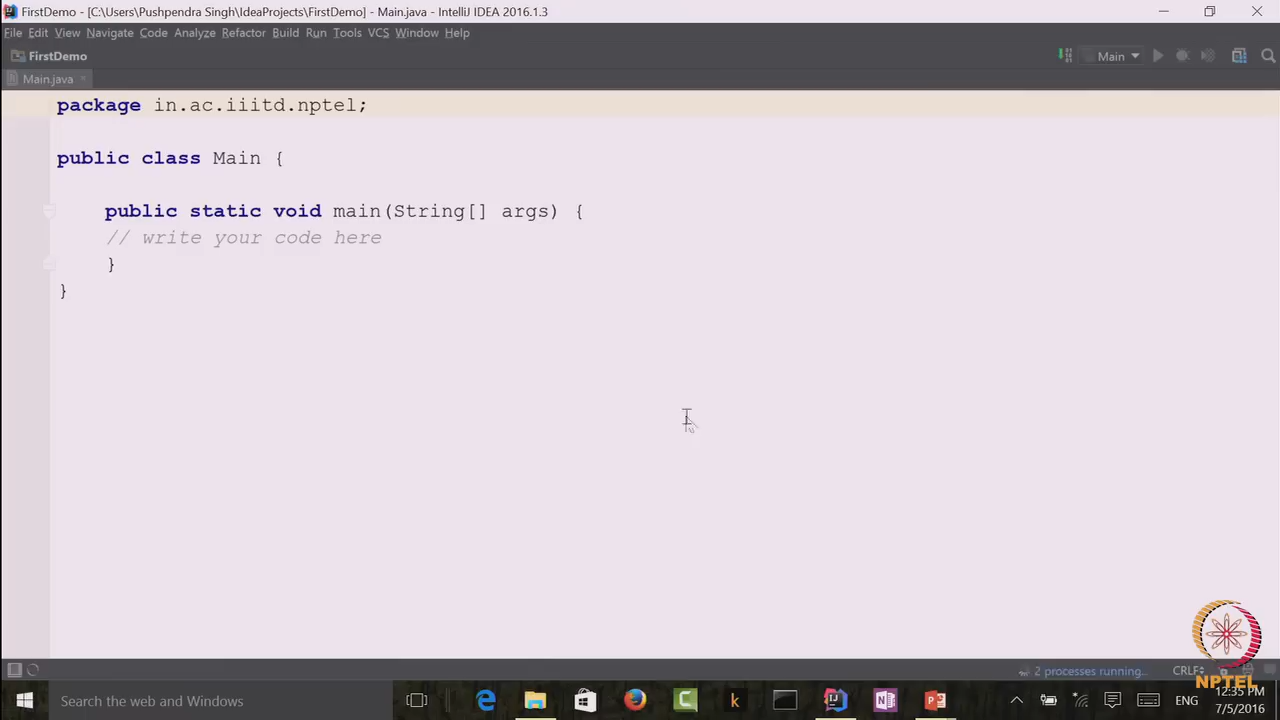 FirstDemo - [C:\Users\Pushpendra Singh\IdeaProjects\FirstDemo] - Main.java - IntelliJ IDEA 2016.1.3
File Edit View Navigate Code Analyze Refactor Build Run Tools VCS Window Help
FirstDemo
Main
Main.java
package in.ac.iiitd.nptel;
public class Main {
public static void main(String[] args) {
// write your code here
}
}
2 processes running..
CRLF
NPTEL
Search the web and Windows
ENG
12:35 PM
7/5/2016